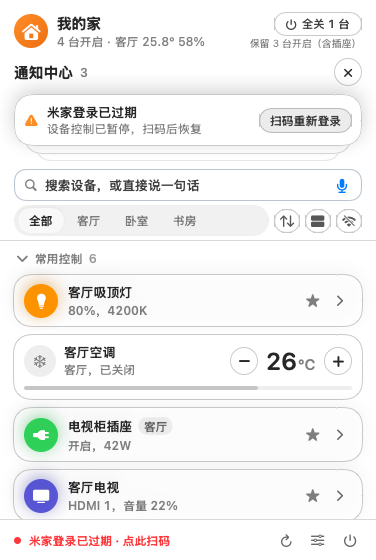 我的家
4 台开启 · 客厅 25.8° 58%
全关 1 台
保留 3 台开启（含插座）
通知中心 3
米家登录已过期
设备控制已暂停，扫码后恢复
扫码重新登录
搜索设备，或直接说一句话
全部 客厅 卧室 书房
常用控制 6
客厅吸顶灯
80%，4200K
客厅空调
客厅，已关闭
26°C
电视柜插座 客厅
开启，42W
客厅电视
HDMI 1，音量 22%
米家登录已过期 · 点此扫码